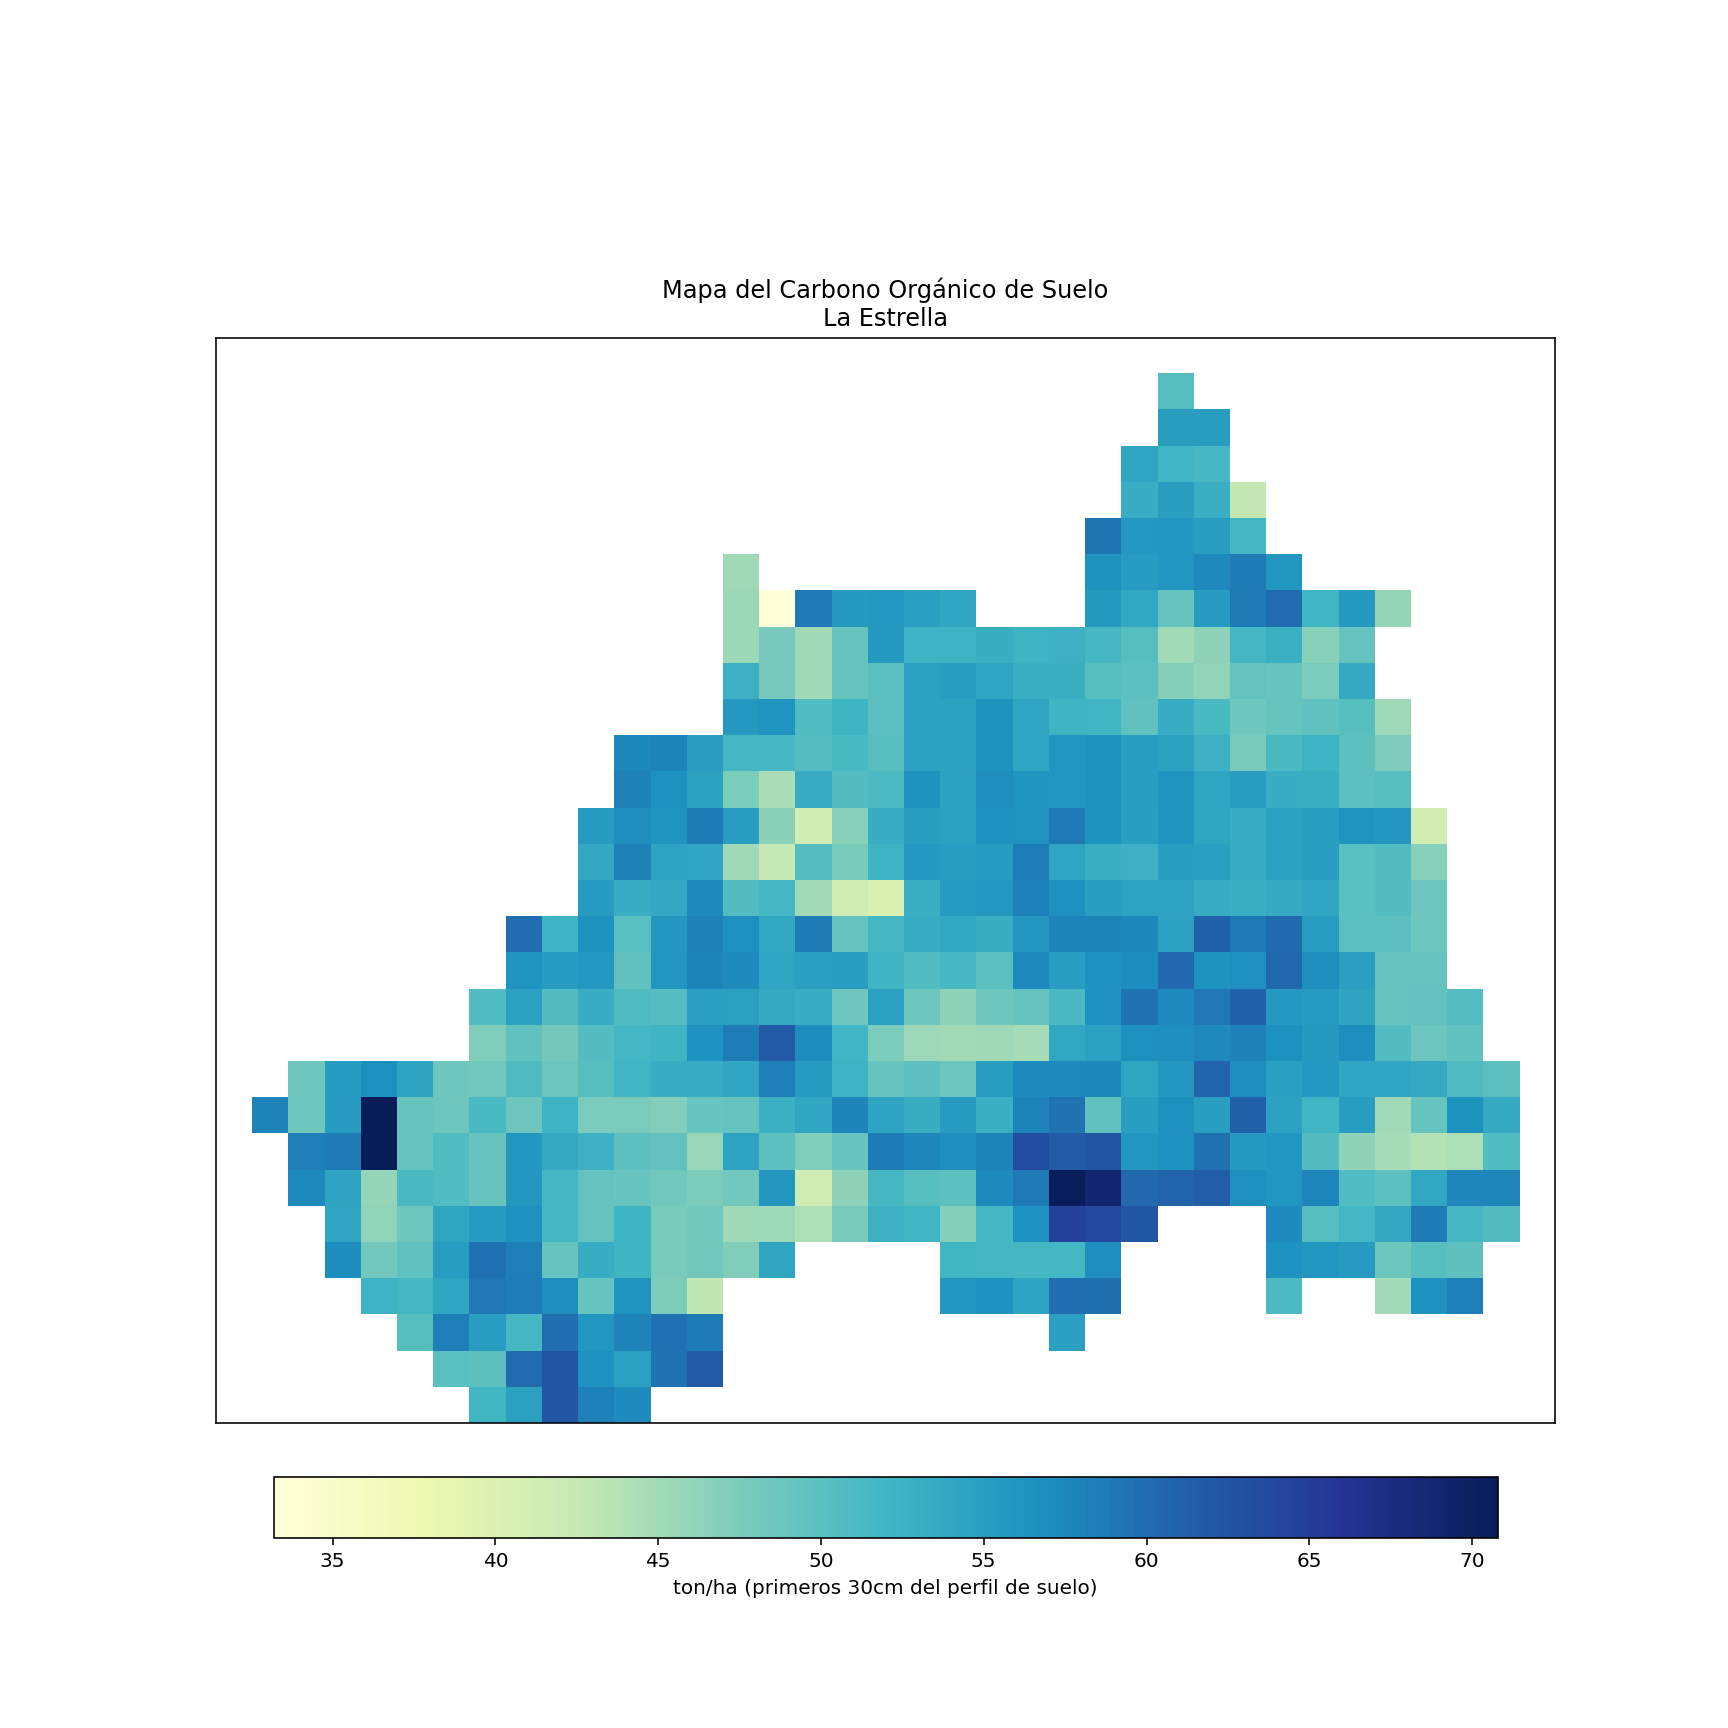 Mapa del Carbono Orgánico de Suelo
La Estrella
35 40 45 50 55 60 65 70
ton/ha (primeros 30cm del perfil de suelo)